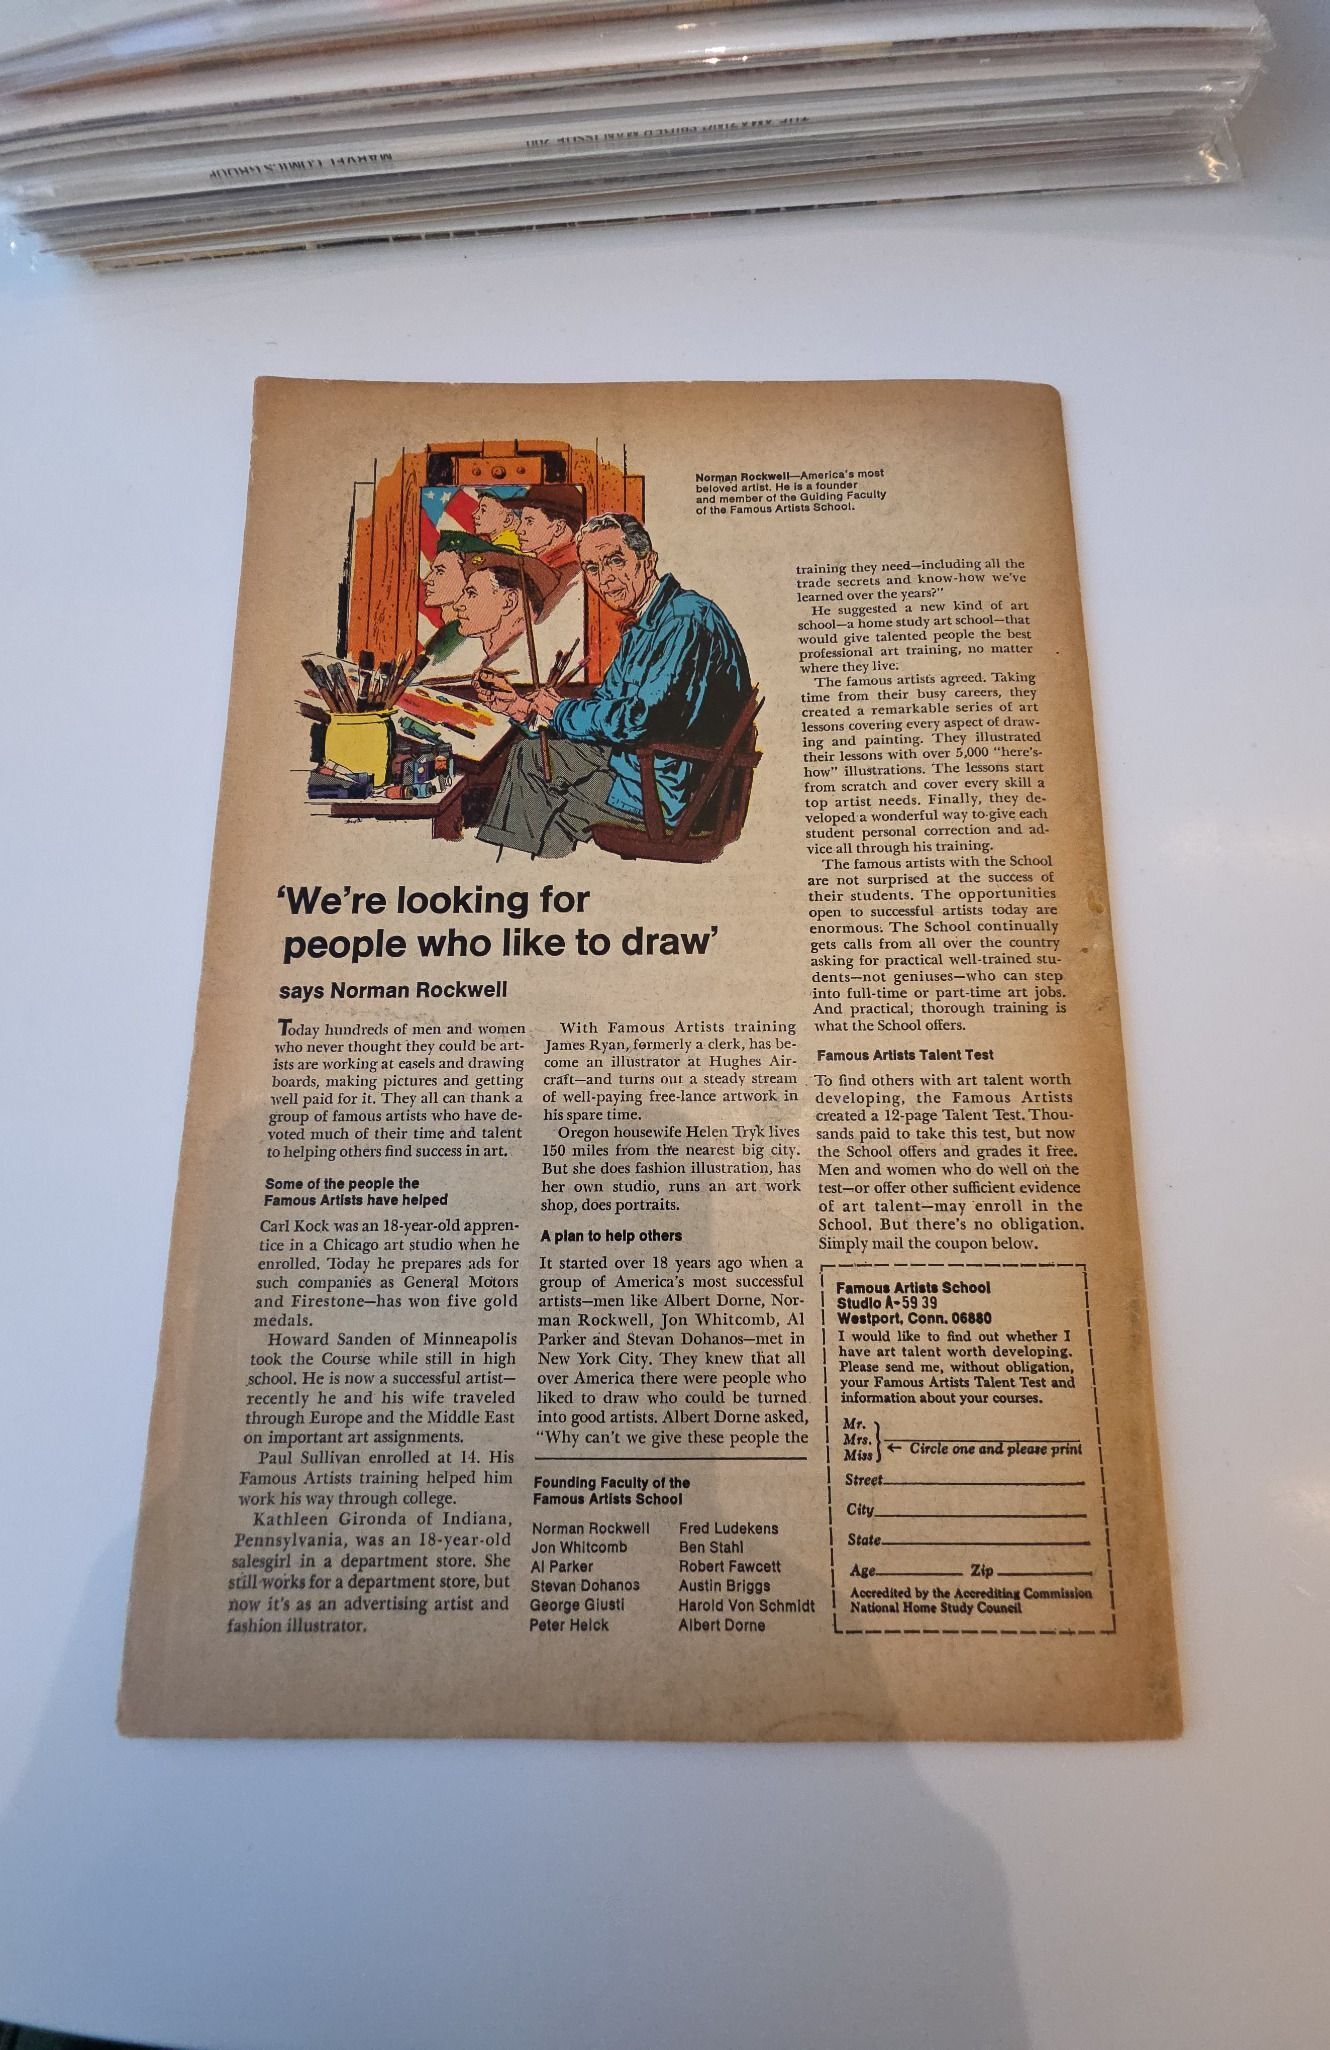 MARVEL COMICS GROUP
THE AMAZING SPIDER-MAN ISSUE 200
Norman Rockwell—America's most
beloved artist. He is a founder
and member of the Guiding Faculty
of the Famous Artists School.
'We're looking for
people who like to draw'
says Norman Rockwell
Today hundreds of men and women
who never thought they could be art-
ists are working at easels and drawing
boards, making pictures and getting
well paid for it. They all can thank a
group of famous artists who have de-
voted much of their time and talent
to helping others find success in art.
Some of the people the
Famous Artists have helped
Carl Kock was an 18-year-old appren-
tice in a Chicago art studio when he
enrolled. Today he prepares ads for
such companies as General Motors
and Firestone—has won five gold
medals.
Howard Sanden of Minneapolis
took the Course while still in high
school. He is now a successful artist—
recently he and his wife traveled
through Europe and the Middle East
on important art assignments.
Paul Sullivan enrolled at 14. His
Famous Artists training helped him
work his way through college.
Kathleen Gironda of Indiana,
Pennsylvania, was an 18-year-old
salesgirl in a department store. She
still works for a department store, but
now it's as an advertising artist and
fashion illustrator.
With Famous Artists training
James Ryan, formerly a clerk, has be-
come an illustrator at Hughes Air-
craft—and turns out a steady stream
of well-paying free-lance artwork in
his spare time.
Oregon housewife Helen Tryk lives
150 miles from the nearest big city.
But she does fashion illustration, has
her own studio, runs an art work
shop, does portraits.
A plan to help others
It started over 18 years ago when a
group of America's most successful
artists—men like Albert Dorne, Nor-
man Rockwell, Jon Whitcomb, Al
Parker and Stevan Dohanos—met in
New York City. They knew that all
over America there were people who
liked to draw who could be turned
into good artists. Albert Dorne asked,
"Why can't we give these people the
Founding Faculty of the
Famous Artists School
Norman Rockwell
Jon Whitcomb
Al Parker
Stevan Dohanos
George Giusti
Peter Helck
Fred Ludekens
Ben Stahl
Robert Fawcett
Austin Briggs
Harold Von Schmidt
Albert Dorne
training they need—including all the
trade secrets and know-how we've
learned over the years?"
He suggested a new kind of art
school—a home study art school—that
would give talented people the best
professional art training, no matter
where they live.
The famous artists agreed. Taking
time from their busy careers, they
created a remarkable series of art
lessons covering every aspect of draw-
ing and painting. They illustrated
their lessons with over 5,000 "here's-
how" illustrations. The lessons start
from scratch and cover every skill a
top artist needs. Finally, they de-
veloped a wonderful way to give each
student personal correction and ad-
vice all through his training.
The famous artists with the School
are not surprised at the success of
their students. The opportunities
open to successful artists today are
enormous. The School continually
gets calls from all over the country
asking for practical well-trained stu-
dents—not geniuses—who can step
into full-time or part-time art jobs.
And practical, thorough training is
what the School offers.
Famous Artists Talent Test
To find others with art talent worth
developing, the Famous Artists
created a 12-page Talent Test. Thou-
sands paid to take this test, but now
the School offers and grades it free.
Men and women who do well on the
test—or offer other sufficient evidence
of art talent—may enroll in the
School. But there's no obligation.
Simply mail the coupon below.
Famous Artists School
Studio A-5939
Westport, Conn. 06880
I would like to find out whether I
have art talent worth developing.
Please send me, without obligation,
your Famous Artists Talent Test and
information about your courses.
Mr.
Mrs.
Miss
← Circle one and please print
Street
City
State
Age Zip
Accredited by the Accrediting Commission
National Home Study Council